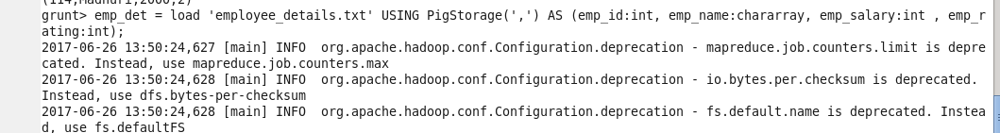 (114,Madhuri,2000,2)
grunt> emp_det = load 'employee_details.txt' USING PigStorage(',') AS (emp_id:int, emp_name:chararray, emp_salary:int , emp_r
ating:int);
2017-06-26 13:50:24,627 [main] INFO  org.apache.hadoop.conf.Configuration.deprecation - mapreduce.job.counters.limit is depre
cated. Instead, use mapreduce.job.counters.max
2017-06-26 13:50:24,628 [main] INFO  org.apache.hadoop.conf.Configuration.deprecation - io.bytes.per.checksum is deprecated.
Instead, use dfs.bytes-per-checksum
2017-06-26 13:50:24,628 [main] INFO  org.apache.hadoop.conf.Configuration.deprecation - fs.default.name is deprecated. Instea
d, use fs.defaultFS